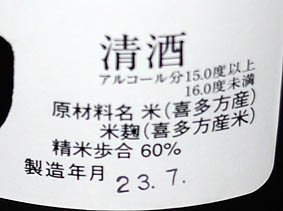 清酒
アルコール分15.0度以上
16.0度未満
原材料名 米(喜多方産)
米麹(喜多方産米)
精米歩合 60%
製造年月 23.7.